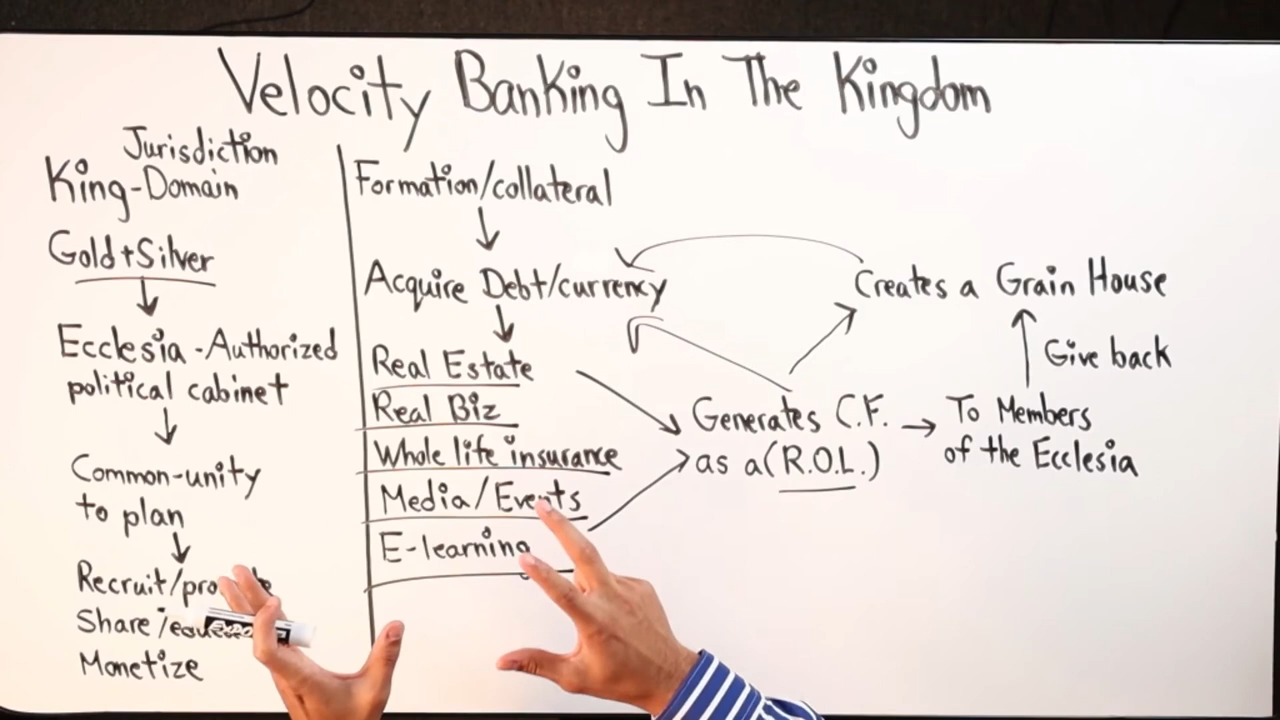 Velocity Banking In The Kingdom
Jurisdiction
King-Domain
Gold+Silver
Ecclesia - Authorized
political cabinet
Common-unity
to plan
Recruit/
Share/
Monetize
Formation/collateral
Acquire Debt/currency
Real Estate
Real Biz
Whole life insurance
Media/Events
E-learning
Generates C.F.
as a (R.O.L.)
To Members
of the Ecclesia
Give back
Creates a Grain House
EXPO